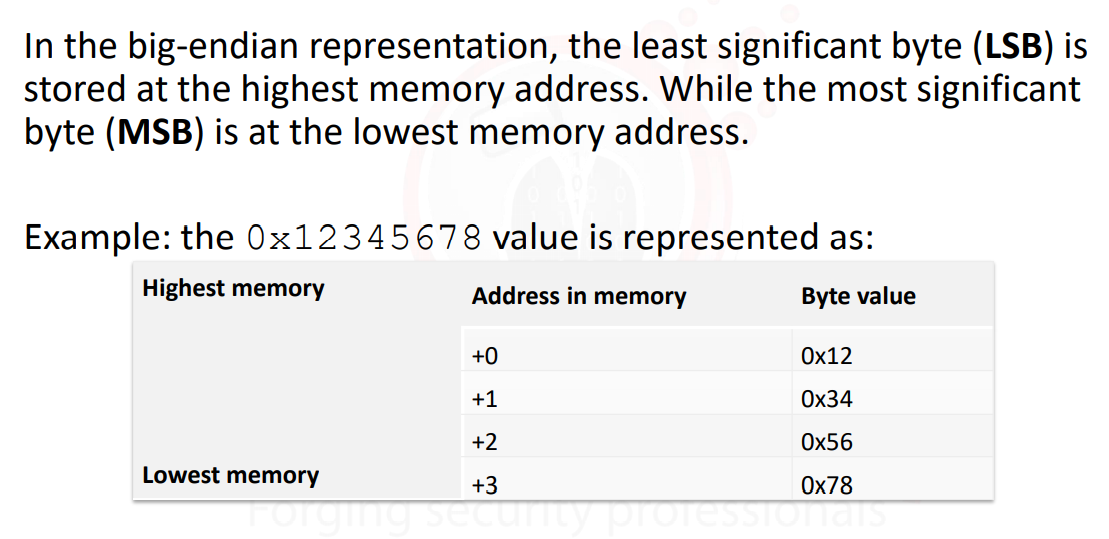 In the big-endian representation, the least significant byte (LSB) is
stored at the highest memory address. While the most significant
byte (MSB) is at the lowest memory address.
Example: the 0x12345678 value is represented as:
Highest memory Address in memory Byte value
+0 0x12
+1 0x34
+2 0x56
Lowest memory +3 0x78
Forging security professionals